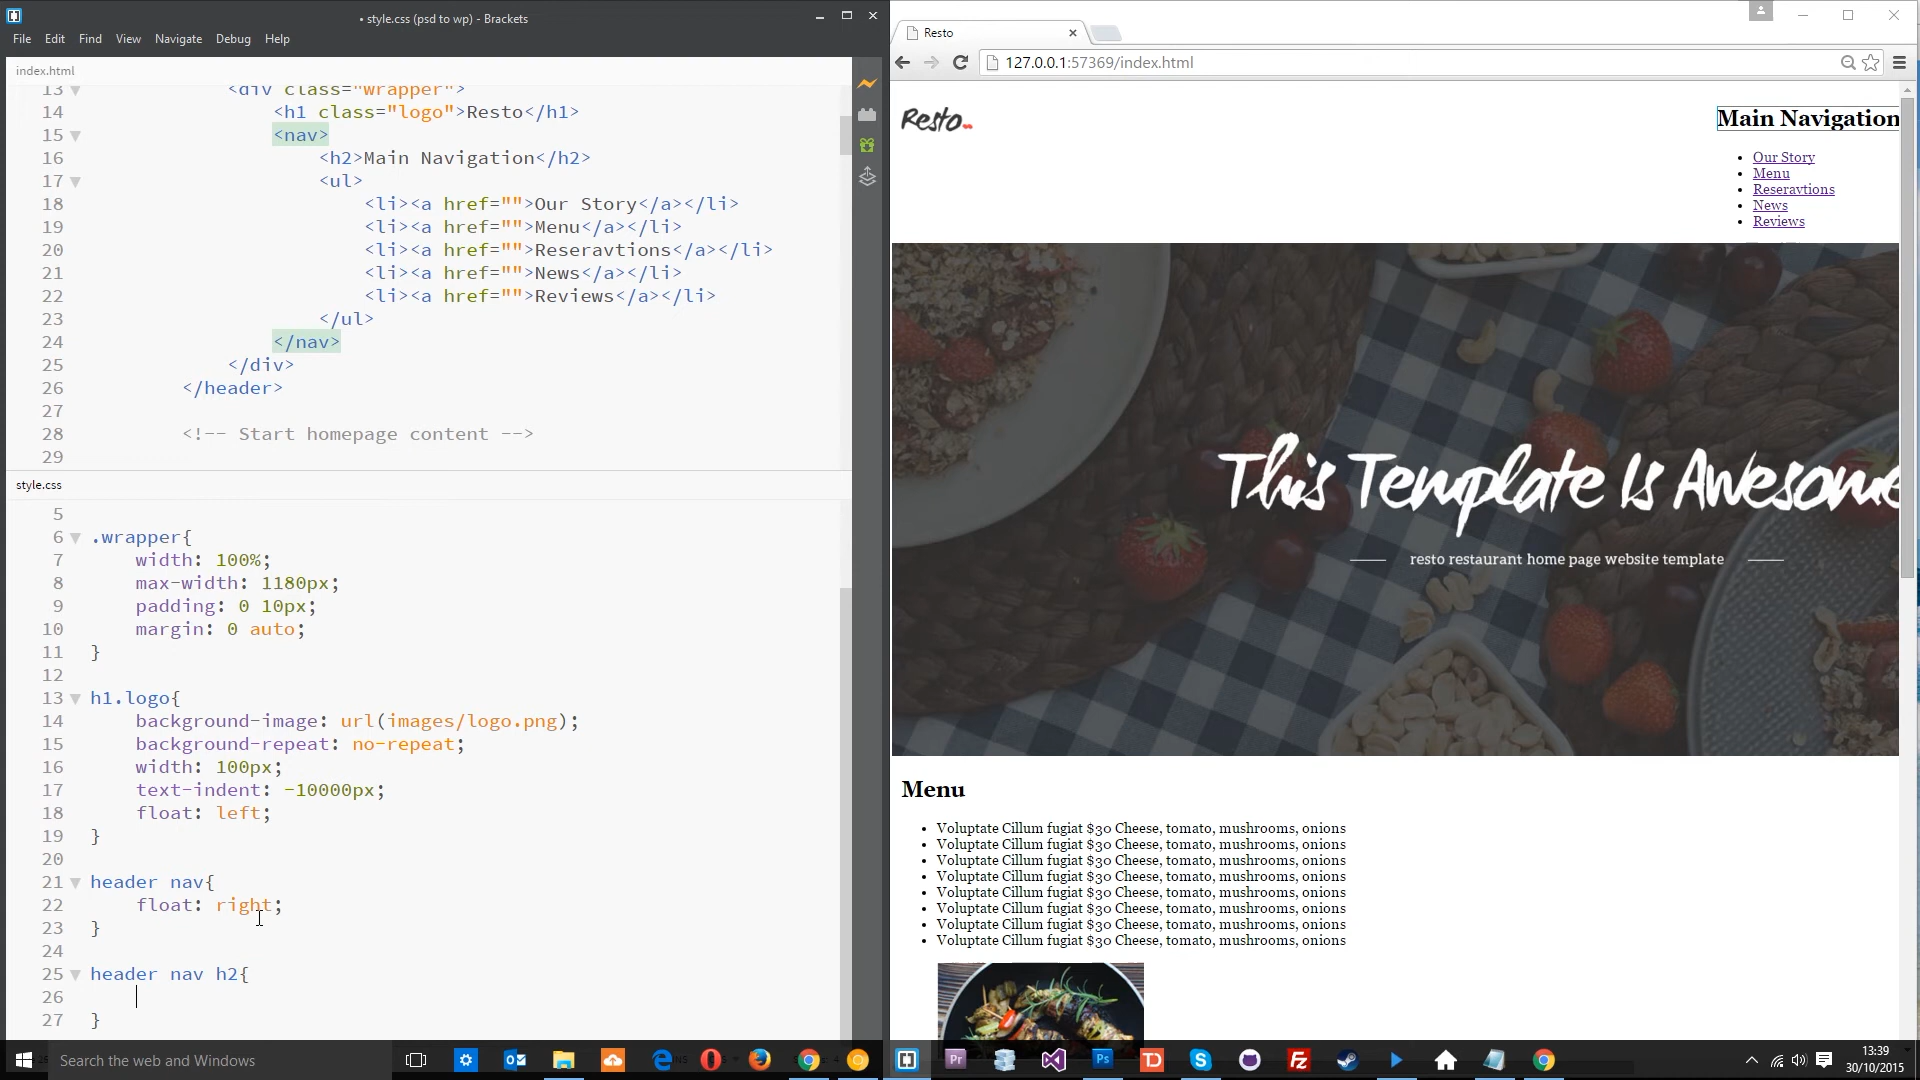 style.css (psd to wp) - Brackets
File Edit Find View Navigate Debug Help
index.html
13 <div class="wrapper">
14 <h1 class="logo">Resto</h1>
15 <nav>
16 <h2>Main Navigation</h2>
17 <ul>
18 <li><a href="">Our Story</a></li>
19 <li><a href="">Menu</a></li>
20 <li><a href="">Reseravtions</a></li>
21 <li><a href="">News</a></li>
22 <li><a href="">Reviews</a></li>
23 </ul>
24 </nav>
25 </div>
26 </header>
27
28 <!-- Start homepage content -->
29
style.css
5
6 .wrapper{
7 width: 100%;
8 max-width: 1180px;
9 padding: 0 10px;
10 margin: 0 auto;
11 }
12
13 h1.logo{
14 background-image: url(images/logo.png);
15 background-repeat: no-repeat;
16 width: 100px;
17 text-indent: -10000px;
18 float: left;
19 }
20
21 header nav{
22 float: right;
23 }
24
25 header nav h2{
26
27 }
Resto
127.0.0.1:57369/index.html
Resto
Main Navigation
Our Story
Menu
Reseravtions
News
Reviews
This Template Is Awesome
resto restaurant home page website template
Menu
Voluptate Cillum fugiat $30 Cheese, tomato, mushrooms, onions
Voluptate Cillum fugiat $30 Cheese, tomato, mushrooms, onions
Voluptate Cillum fugiat $30 Cheese, tomato, mushrooms, onions
Voluptate Cillum fugiat $30 Cheese, tomato, mushrooms, onions
Voluptate Cillum fugiat $30 Cheese, tomato, mushrooms, onions
Voluptate Cillum fugiat $30 Cheese, tomato, mushrooms, onions
Voluptate Cillum fugiat $30 Cheese, tomato, mushrooms, onions
Voluptate Cillum fugiat $30 Cheese, tomato, mushrooms, onions
Search the web and Windows
Pr
Ps
TD
Fz
13:39
30/10/2015